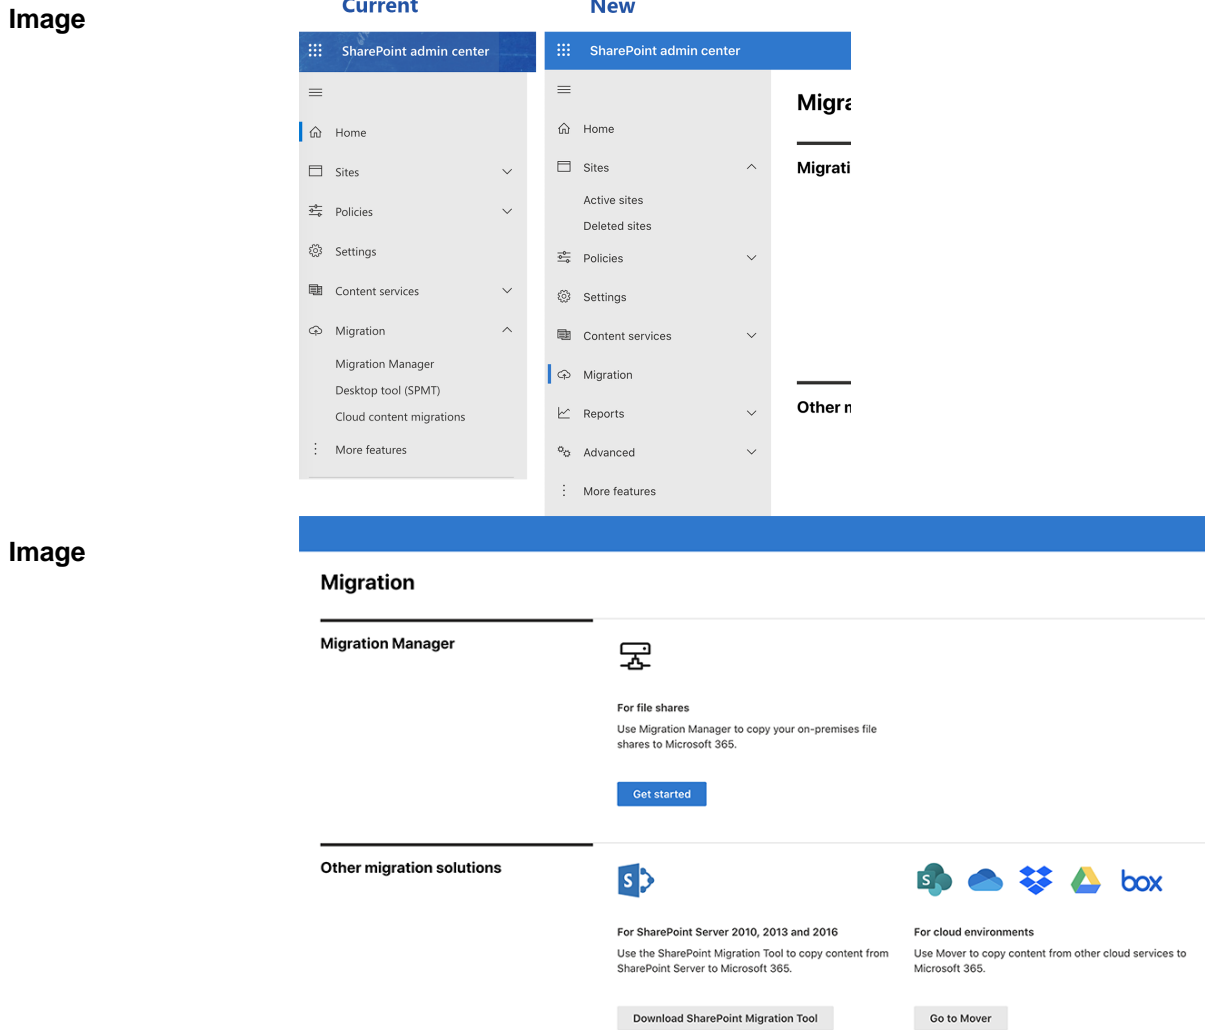 Image
Current
New
SharePoint admin center
Home
Sites
Policies
Settings
Content services
Migration
Migration Manager
Desktop tool (SPMT)
Cloud content migrations
More features
SharePoint admin center
Home
Sites
Active sites
Deleted sites
Policies
Settings
Content services
Migration
Reports
Advanced
More features
Migra
Migrati
Other m
Image
Migration
Migration Manager
For file shares
Use Migration Manager to copy your on-premises file
shares to Microsoft 365.
Get started
Other migration solutions
S
For SharePoint Server 2010, 2013 and 2016
Use the SharePoint Migration Tool to copy content from
SharePoint Server to Microsoft 365.
Download SharePoint Migration Tool
S
box
For cloud environments
Use Mover to copy content from other cloud services to
Microsoft 365.
Go to Mover